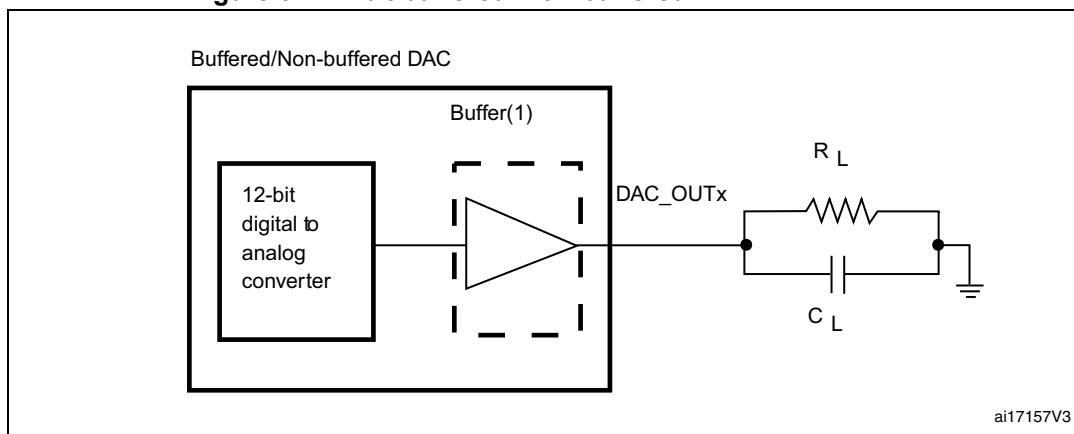 Buffered/Non-buffered DAC
Buffer(1)
12-bit
digital to
analog
converter
DAC_OUTx
R L
C L
ai17157V3